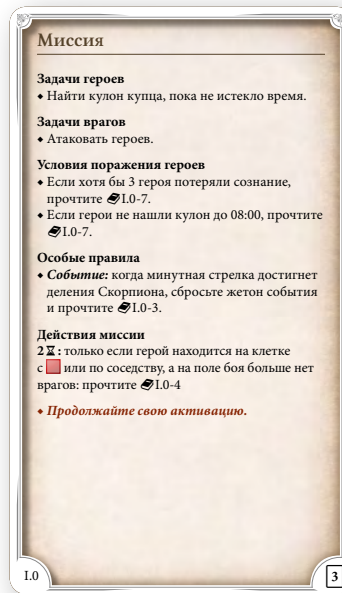 Миссия
Задачи героев
◆ Найти кулон купца, пока не истекло время.
Задачи врагов
◆ Атаковать героев.
Условия поражения героев
◆ Если хотя бы 3 героя потеряли сознание,
прочтите I.0-7.
◆ Если герои не нашли кулон до 08:00, прочтите
I.0-7.
Особые правила
◆ Событие: когда минутная стрелка достигнет
деления Скорпиона, сбросьте жетон события
и прочтите I.0-3.
Действия миссии
2 ⌛: только если герой находится на клетке
с или по соседству, а на поле боя больше нет
врагов: прочтите I.0-4
◆ Продолжайте свою активацию.
I.0
3